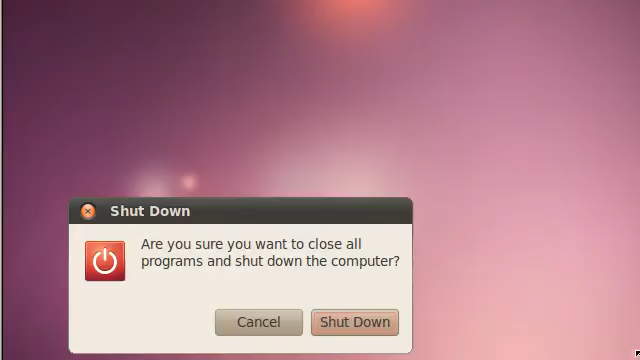 Shut Down
Are you sure you want to close all
programs and shut down the computer?
Cancel
Shut Down